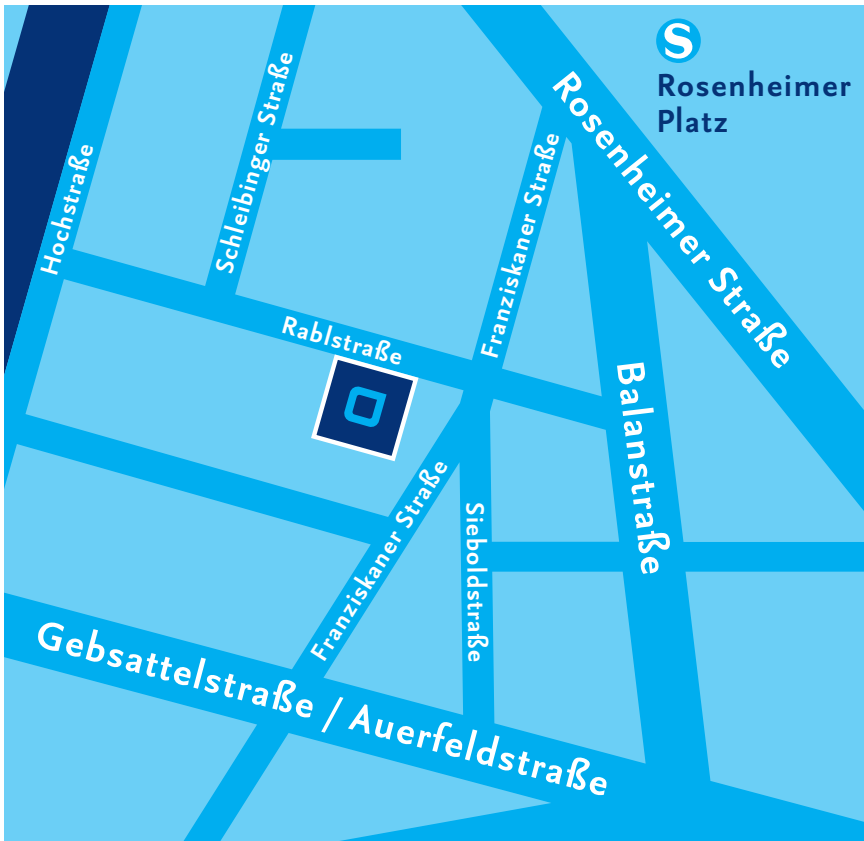 S
Rosenheimer
Platz
Rosenheimer Straße
Schleibinger Straße
Hochstraße
Franziskaner Straße
Rablstraße
Balanstraße
Franziskaner Straße
Sieboldstraße
Gebsattelstraße / Auerfeldstraße